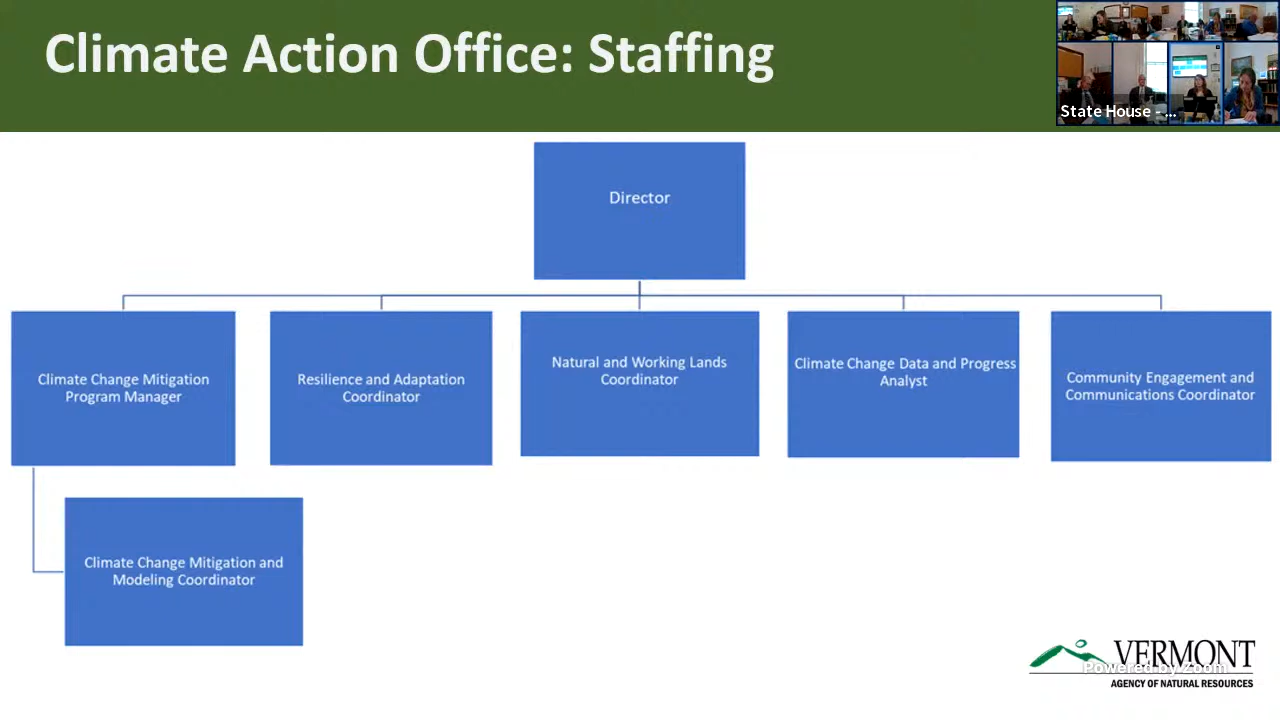 Climate Action Office: Staffing
State House - ...
Director
Climate Change Mitigation
Program Manager
Resilience and Adaptation
Coordinator
Natural and Working Lands
Coordinator
Climate Change Data and Progress
Analyst
Community Engagement and
Communications Coordinator
Climate Change Mitigation and
Modeling Coordinator
VERMONT
Powered by Zoom
AGENCY OF NATURAL RESOURCES